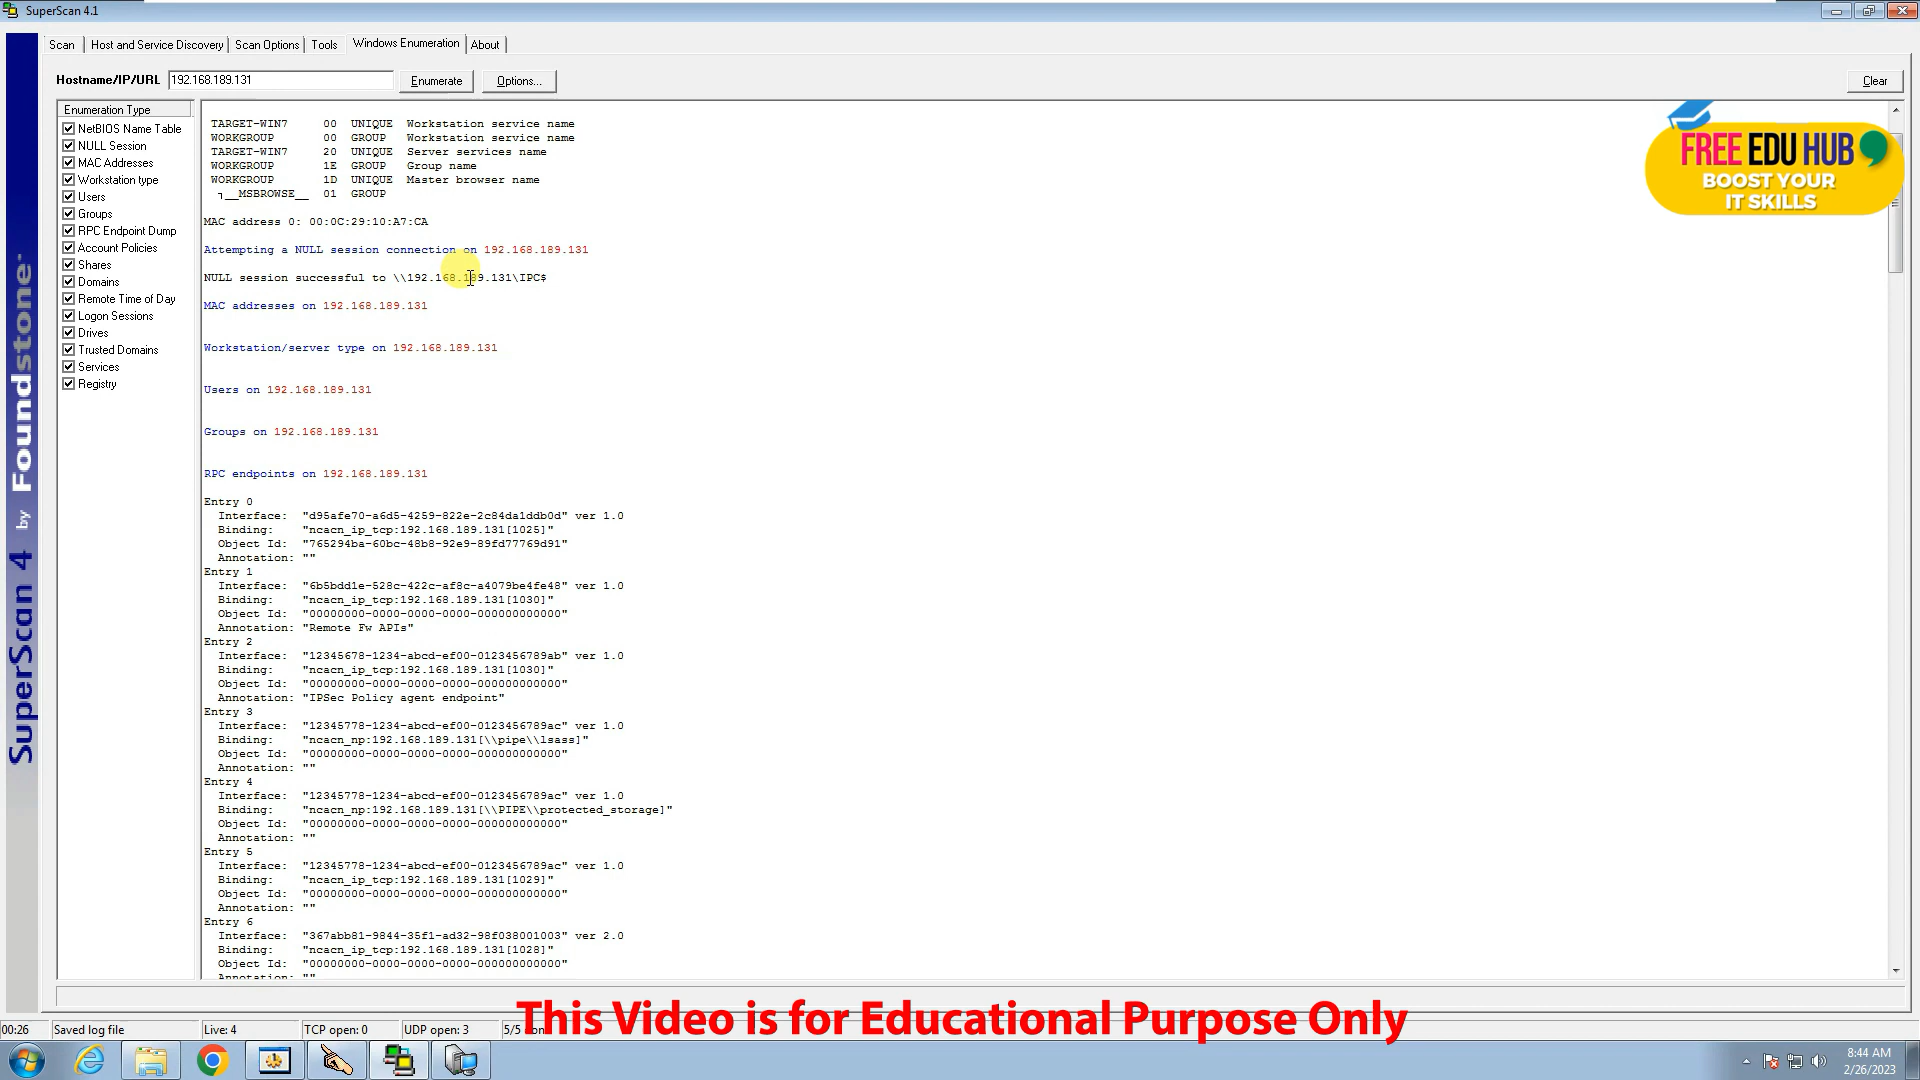 SuperScan 4.1
Scan
Host and Service Discovery
Scan Options
Tools
Windows Enumeration
About
Hostname/IP/URL
192.168.189.131
Enumerate
Options...
Clear
Enumeration Type
NetBIOS Name Table
NULL Session
MAC Addresses
Workstation type
Users
Groups
RPC Endpoint Dump
Account Policies
Shares
Domains
Remote Time of Day
Logon Sessions
Drives
Trusted Domains
Services
Registry
TARGET-WIN7 00 UNIQUE Workstation service name
WORKGROUP 00 GROUP Workstation service name
TARGET-WIN7 20 UNIQUE Server services name
WORKGROUP 1E GROUP Group name
WORKGROUP 1D UNIQUE Master browser name
┐__MSBROWSE__ 01 GROUP
MAC address 0: 00:0C:29:10:A7:CA
Attempting a NULL session connection on 192.168.189.131
NULL session successful to \\192.168.189.131\IPC$
MAC addresses on 192.168.189.131
Workstation/server type on 192.168.189.131
Users on 192.168.189.131
Groups on 192.168.189.131
RPC endpoints on 192.168.189.131
Entry 0
Interface: "d95afe70-a6d5-4259-822e-2c84da1ddb0d" ver 1.0
Binding: "ncacn_ip_tcp:192.168.189.131[1025]"
Object Id: "765294ba-60bc-48b8-92e9-89fd77769d91"
Annotation: ""
Entry 1
Interface: "6b5bdd1e-528c-422c-af8c-a4079be4fe48" ver 1.0
Binding: "ncacn_ip_tcp:192.168.189.131[1030]"
Object Id: "00000000-0000-0000-0000-000000000000"
Annotation: "Remote Fw APIs"
Entry 2
Interface: "12345678-1234-abcd-ef00-0123456789ab" ver 1.0
Binding: "ncacn_ip_tcp:192.168.189.131[1030]"
Object Id: "00000000-0000-0000-0000-000000000000"
Annotation: "IPSec Policy agent endpoint"
Entry 3
Interface: "12345778-1234-abcd-ef00-0123456789ac" ver 1.0
Binding: "ncacn_np:192.168.189.131[\\pipe\\lsass]"
Object Id: "00000000-0000-0000-0000-000000000000"
Annotation: ""
Entry 4
Interface: "12345778-1234-abcd-ef00-0123456789ac" ver 1.0
Binding: "ncacn_np:192.168.189.131[\\PIPE\\protected_storage]"
Object Id: "00000000-0000-0000-0000-000000000000"
Annotation: ""
Entry 5
Interface: "12345778-1234-abcd-ef00-0123456789ac" ver 1.0
Binding: "ncacn_ip_tcp:192.168.189.131[1029]"
Object Id: "00000000-0000-0000-0000-000000000000"
Annotation: ""
Entry 6
Interface: "367abb81-9844-35f1-ad32-98f038001003" ver 2.0
Binding: "ncacn_ip_tcp:192.168.189.131[1028]"
Object Id: "00000000-0000-0000-0000-000000000000"
Annotation: ""
SuperScan 4 by Foundstone
FREE EDU HUB
BOOST YOUR
IT SKILLS
This Video is for Educational Purpose Only
00:26
Saved log file
Live: 4
TCP open: 0
UDP open: 3
8:44 AM
2/26/2023